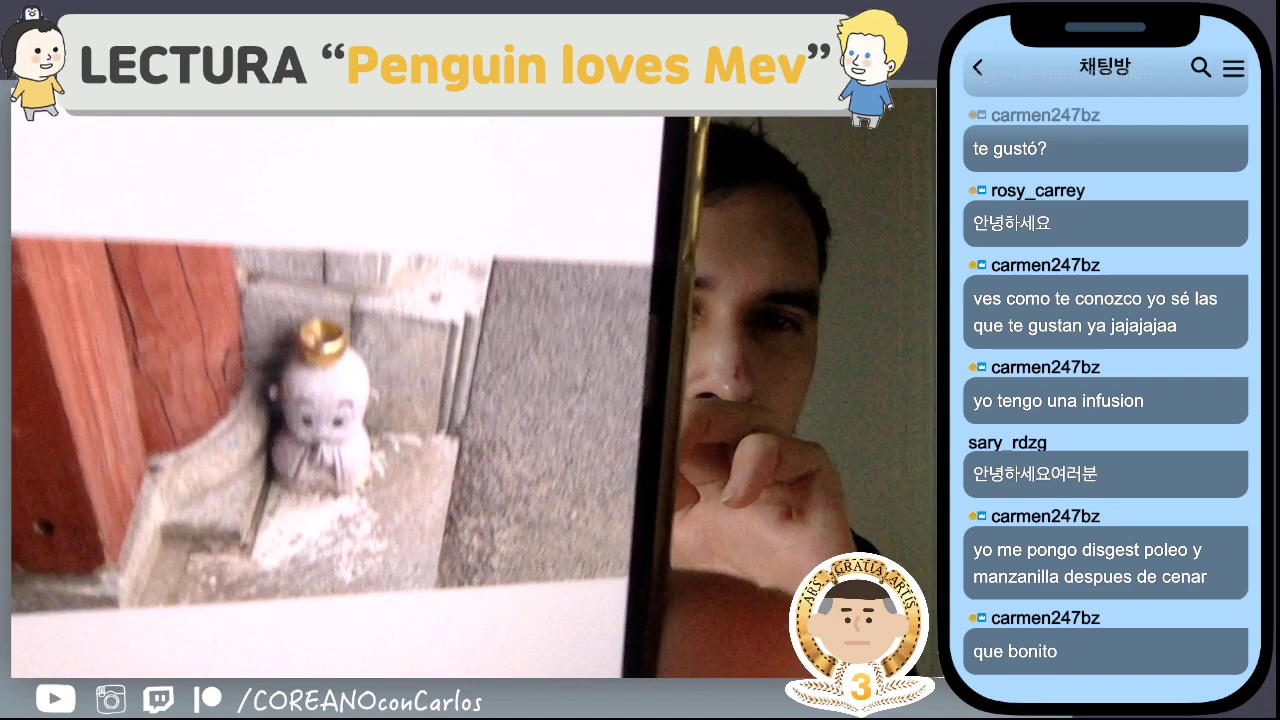 LECTURA “Penguin loves Mev”
채팅방
carmen247bz
te gustó?
rosy_carrey
안녕하세요
carmen247bz
ves como te conozco yo sé las
que te gustan ya jajajajaa
carmen247bz
yo tengo una infusion
sary_rdzg
안녕하세요여러분
carmen247bz
yo me pongo disgest poleo y
manzanilla despues de cenar
carmen247bz
que bonito
ARS GRATIA ARTIS
3
/COREANOconCarlos